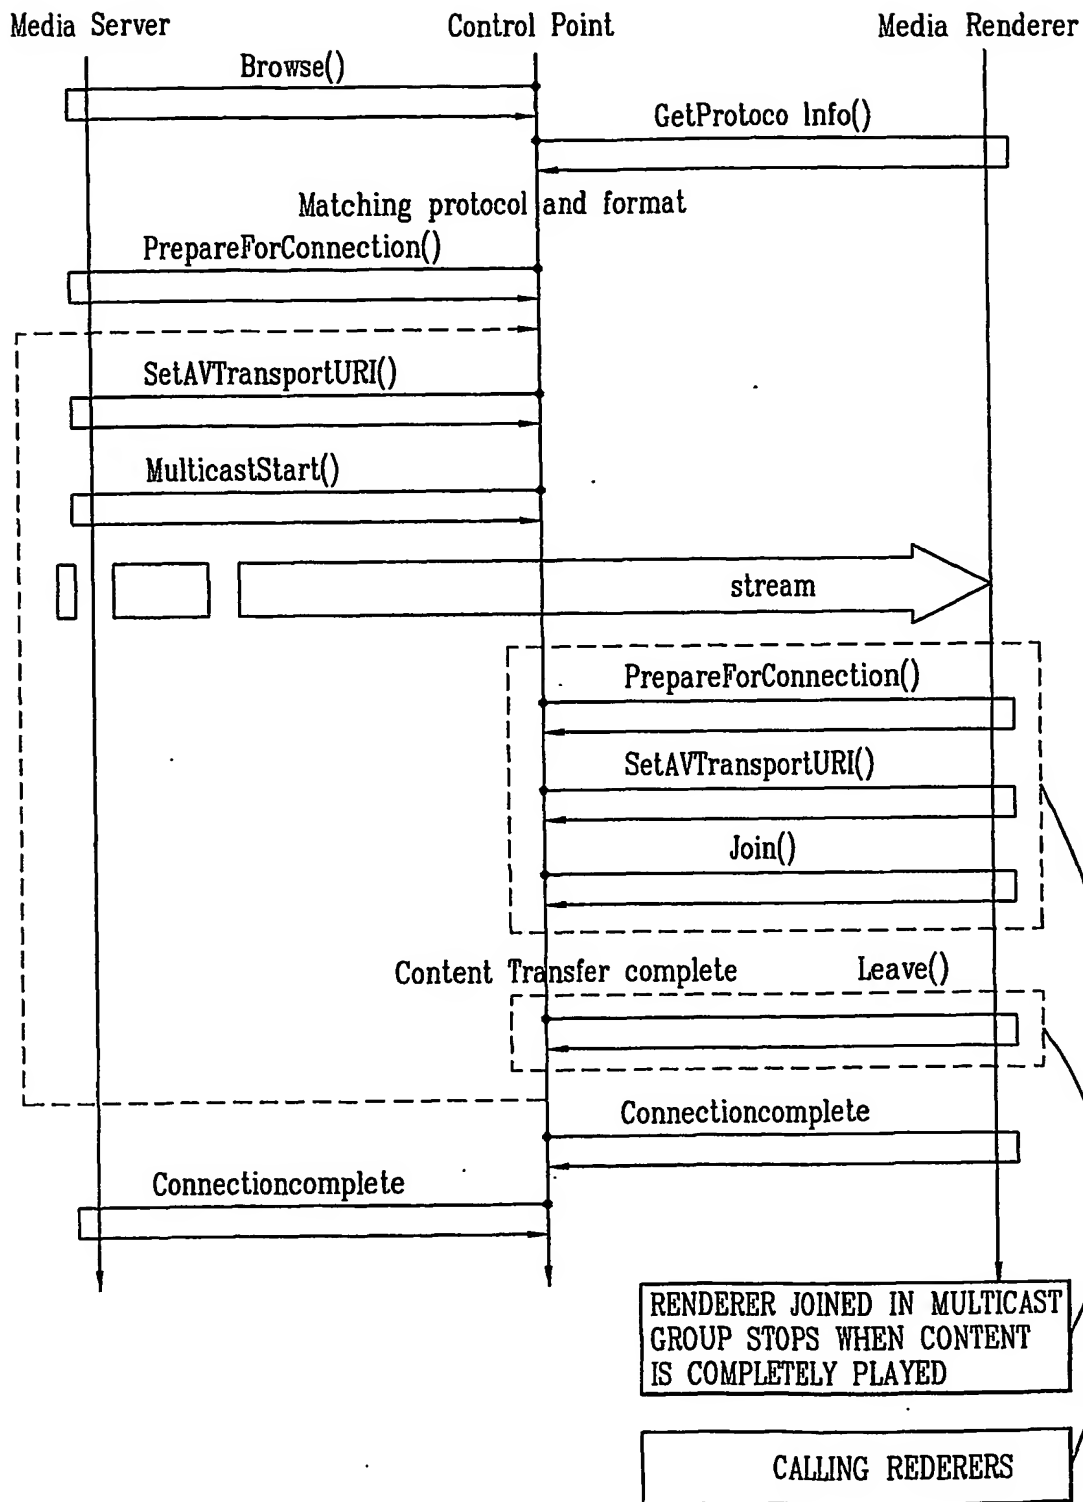 Media Server
Control Point
Media Renderer
Browse()
GetProtoco lnfo()
Matching protocol and format
PrepareForConnection()
SetAVTransportURI()
MulticastStart()
stream
PrepareForConnection()
SetAVTransportURI()
Join()
Content Transfer complete
Leave()
Connectioncomplete
Connectioncomplete
RENDERER JOINED IN MULTICAST
GROUP STOPS WHEN CONTENT
IS COMPLETELY PLAYED
CALLING REDERERS